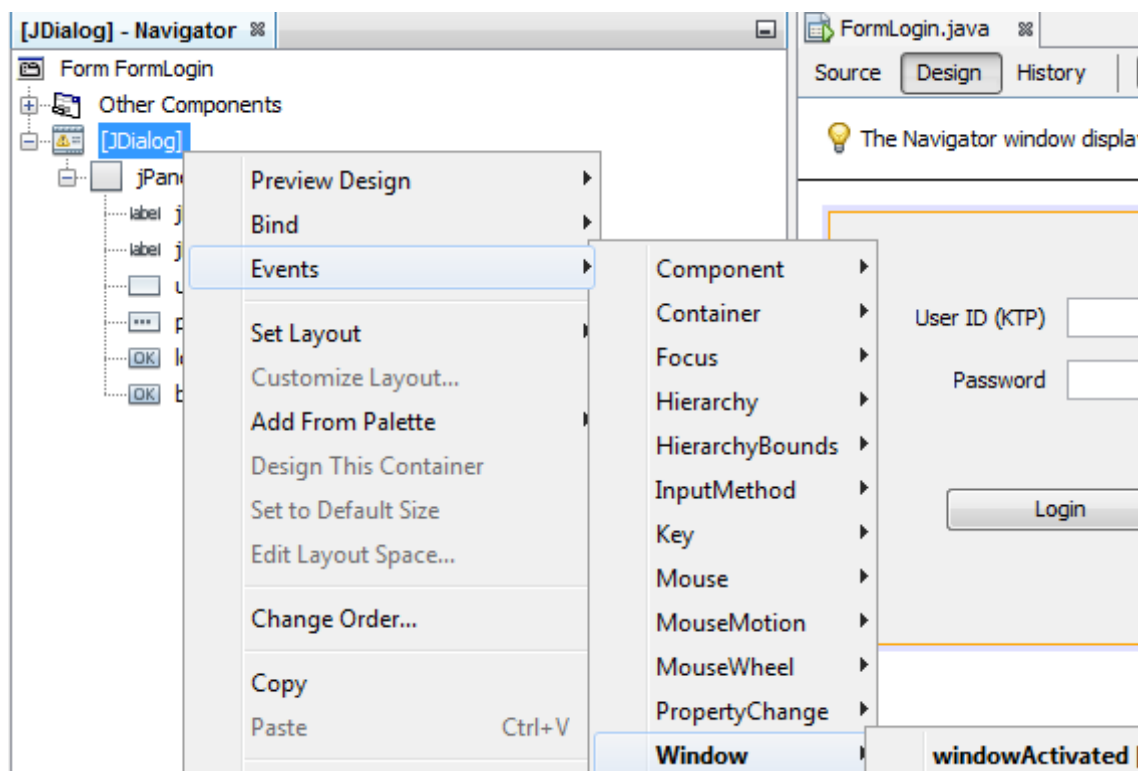 [JDialog] - Navigator
Form FormLogin
Other Components
[JDialog]
jPan
label j
label j
OK
OK
Preview Design
Bind
Events
Set Layout
Customize Layout...
Add From Palette
Design This Container
Set to Default Size
Edit Layout Space...
Change Order...
Copy
Paste Ctrl+V
Component
Container
Focus
Hierarchy
HierarchyBounds
InputMethod
Key
Mouse
MouseMotion
MouseWheel
PropertyChange
Window
windowActivated [
FormLogin.java
Source Design History
The Navigator window displa
User ID (KTP)
Password
Login